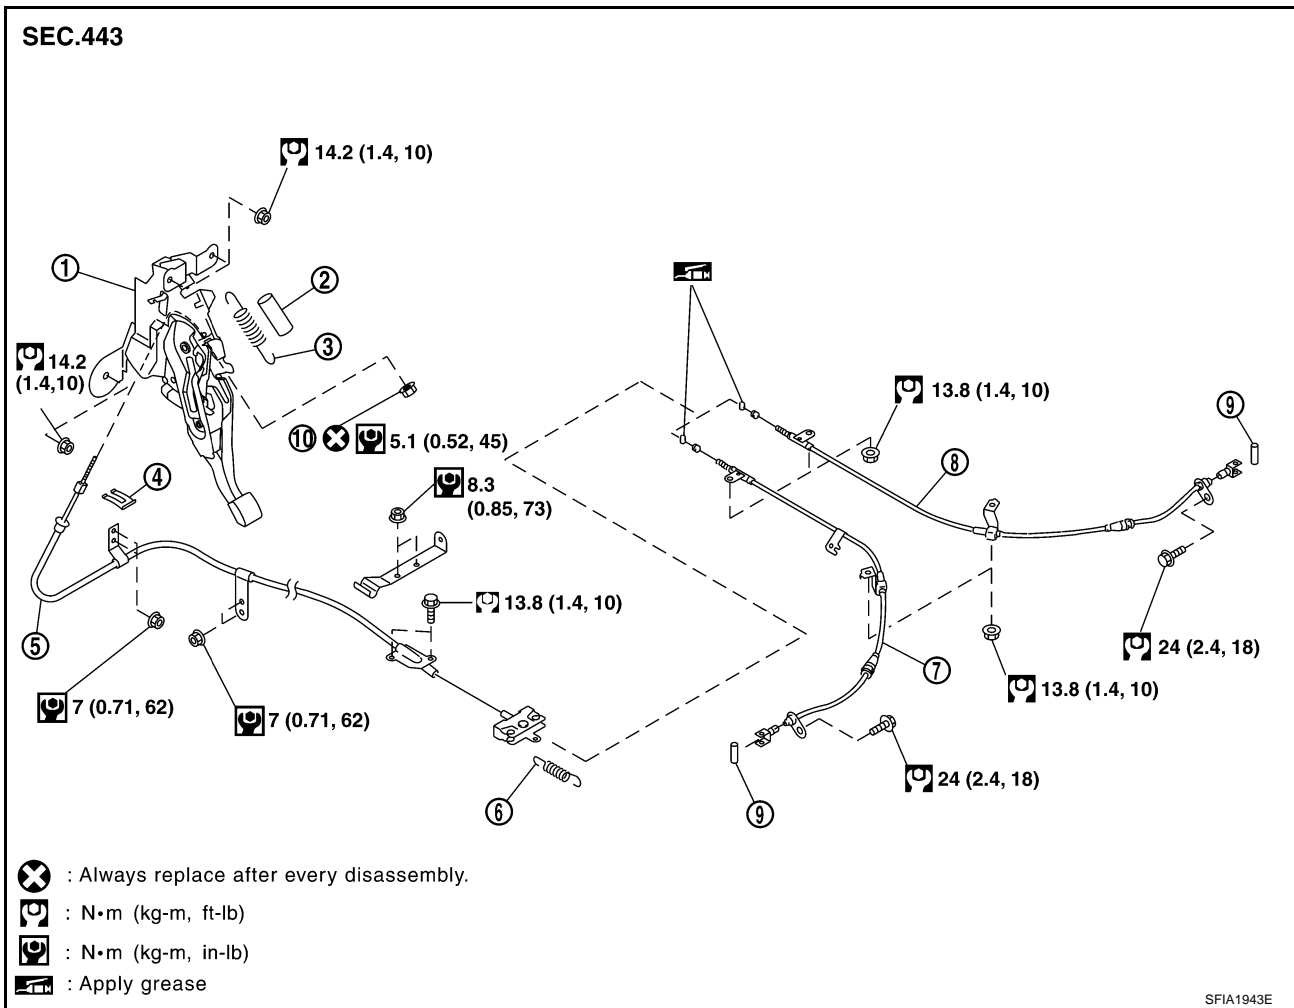 SEC.443
14.2 (1.4, 10)
1
2
3
14.2
(1.4,10)
10
5.1 (0.52, 45)
13.8 (1.4, 10)
9
8
4
8.3
(0.85, 73)
13.8 (1.4, 10)
5
7 (0.71, 62)
7 (0.71, 62)
24 (2.4, 18)
7
13.8 (1.4, 10)
24 (2.4, 18)
6
9
: Always replace after every disassembly.
: N•m (kg-m, ft-lb)
: N•m (kg-m, in-lb)
: Apply grease
SFIA1943E